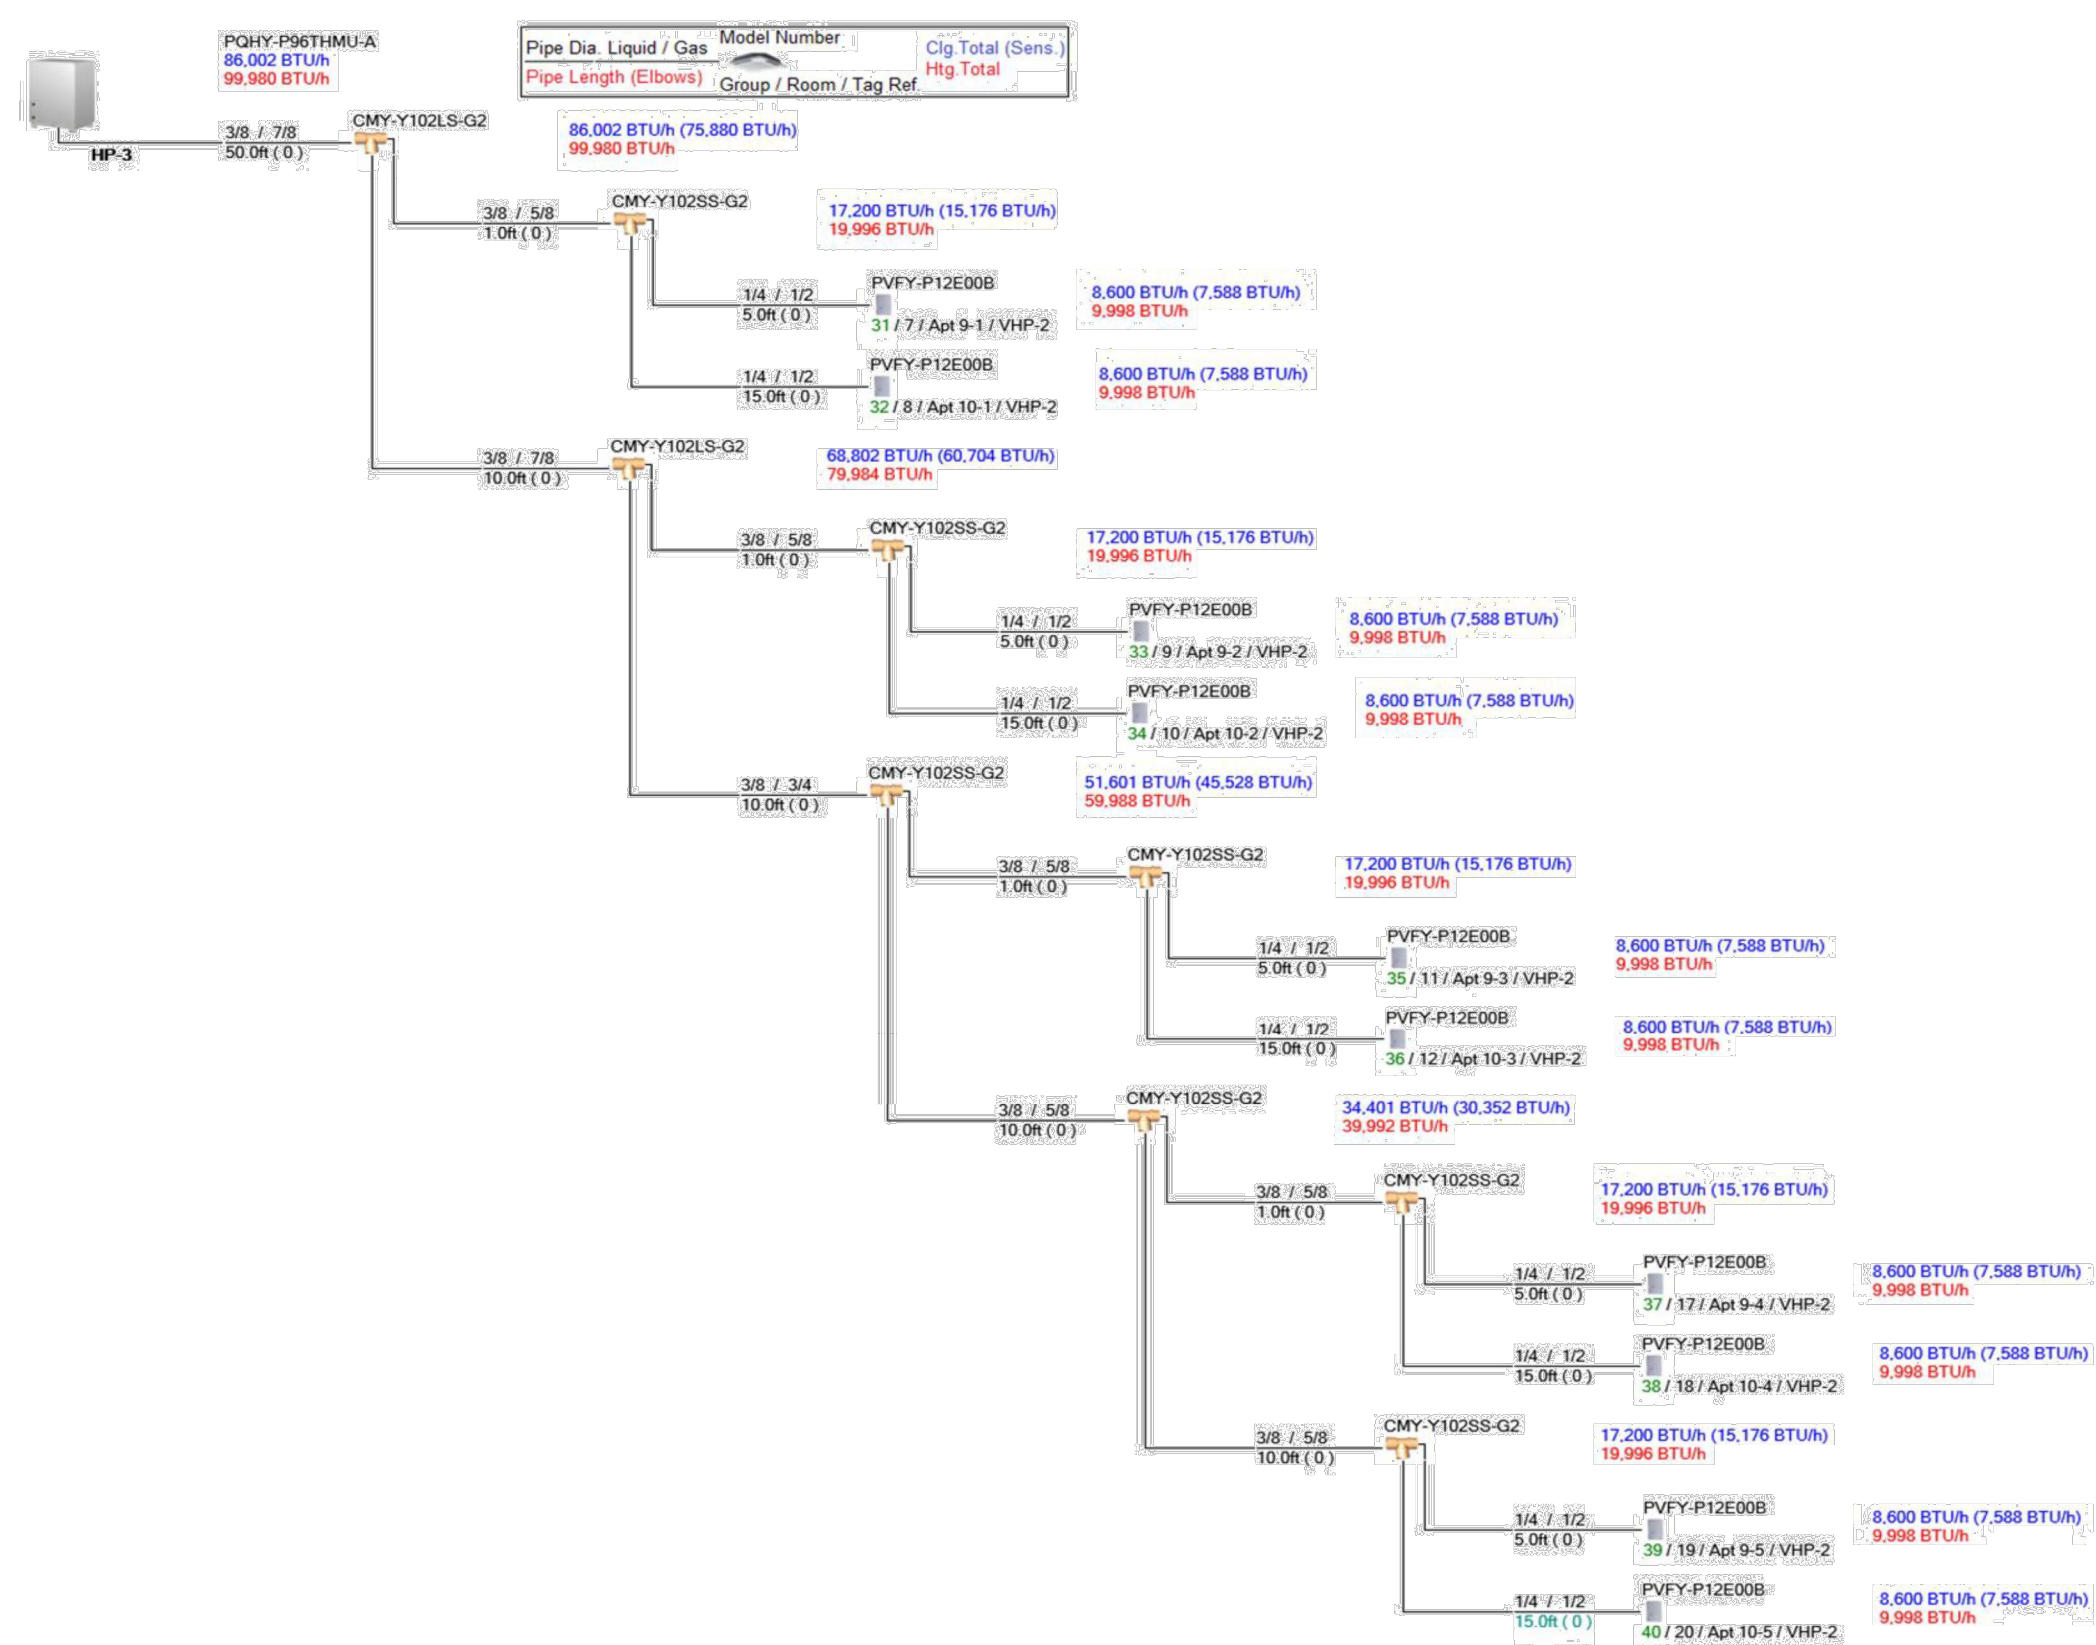 PQHY-P96THMU-A
86,002 BTU/h
99,980 BTU/h
Pipe Dia. Liquid / Gas
Pipe Length (Elbows)
Model Number
Group / Room / Tag Ref.
Clg.Total (Sens.)
Htg.Total
HP-3
3/8 / 7/8
50.0ft ( 0 )
CMY-Y102LS-G2
86,002 BTU/h (75,880 BTU/h)
99,980 BTU/h
3/8 / 5/8
1.0ft ( 0 )
CMY-Y102SS-G2
17,200 BTU/h (15,176 BTU/h)
19,996 BTU/h
1/4 / 1/2
5.0ft ( 0 )
PVFY-P12E00B
31 / 7 / Apt 9-1 / VHP-2
8,600 BTU/h (7,588 BTU/h)
9,998 BTU/h
1/4 / 1/2
15.0ft ( 0 )
PVFY-P12E00B
32 / 8 / Apt 10-1 / VHP-2
8,600 BTU/h (7,588 BTU/h)
9,998 BTU/h
3/8 / 7/8
10.0ft ( 0 )
CMY-Y102LS-G2
68,802 BTU/h (60,704 BTU/h)
79,984 BTU/h
3/8 / 5/8
1.0ft ( 0 )
CMY-Y102SS-G2
17,200 BTU/h (15,176 BTU/h)
19,996 BTU/h
1/4 / 1/2
5.0ft ( 0 )
PVFY-P12E00B
33 / 9 / Apt 9-2 / VHP-2
8,600 BTU/h (7,588 BTU/h)
9,998 BTU/h
1/4 / 1/2
15.0ft ( 0 )
PVFY-P12E00B
34 / 10 / Apt 10-2 / VHP-2
8,600 BTU/h (7,588 BTU/h)
9,998 BTU/h
3/8 / 3/4
10.0ft ( 0 )
CMY-Y102SS-G2
51,601 BTU/h (45,528 BTU/h)
59,988 BTU/h
3/8 / 5/8
1.0ft ( 0 )
CMY-Y102SS-G2
17,200 BTU/h (15,176 BTU/h)
19,996 BTU/h
1/4 / 1/2
5.0ft ( 0 )
PVFY-P12E00B
35 / 11 / Apt 9-3 / VHP-2
8,600 BTU/h (7,588 BTU/h)
9,998 BTU/h
1/4 / 1/2
15.0ft ( 0 )
PVFY-P12E00B
36 / 12 / Apt 10-3 / VHP-2
8,600 BTU/h (7,588 BTU/h)
9,998 BTU/h
3/8 / 5/8
10.0ft ( 0 )
CMY-Y102SS-G2
34,401 BTU/h (30,352 BTU/h)
39,992 BTU/h
3/8 / 5/8
1.0ft ( 0 )
CMY-Y102SS-G2
17,200 BTU/h (15,176 BTU/h)
19,996 BTU/h
1/4 / 1/2
5.0ft ( 0 )
PVFY-P12E00B
37 / 17 / Apt 9-4 / VHP-2
8,600 BTU/h (7,588 BTU/h)
9,998 BTU/h
1/4 / 1/2
15.0ft ( 0 )
PVFY-P12E00B
38 / 18 / Apt 10-4 / VHP-2
8,600 BTU/h (7,588 BTU/h)
9,998 BTU/h
3/8 / 5/8
10.0ft ( 0 )
CMY-Y102SS-G2
17,200 BTU/h (15,176 BTU/h)
19,996 BTU/h
1/4 / 1/2
5.0ft ( 0 )
PVFY-P12E00B
39 / 19 / Apt 9-5 / VHP-2
8,600 BTU/h (7,588 BTU/h)
9,998 BTU/h
1/4 / 1/2
15.0ft ( 0 )
PVFY-P12E00B
40 / 20 / Apt 10-5 / VHP-2
8,600 BTU/h (7,588 BTU/h)
9,998 BTU/h